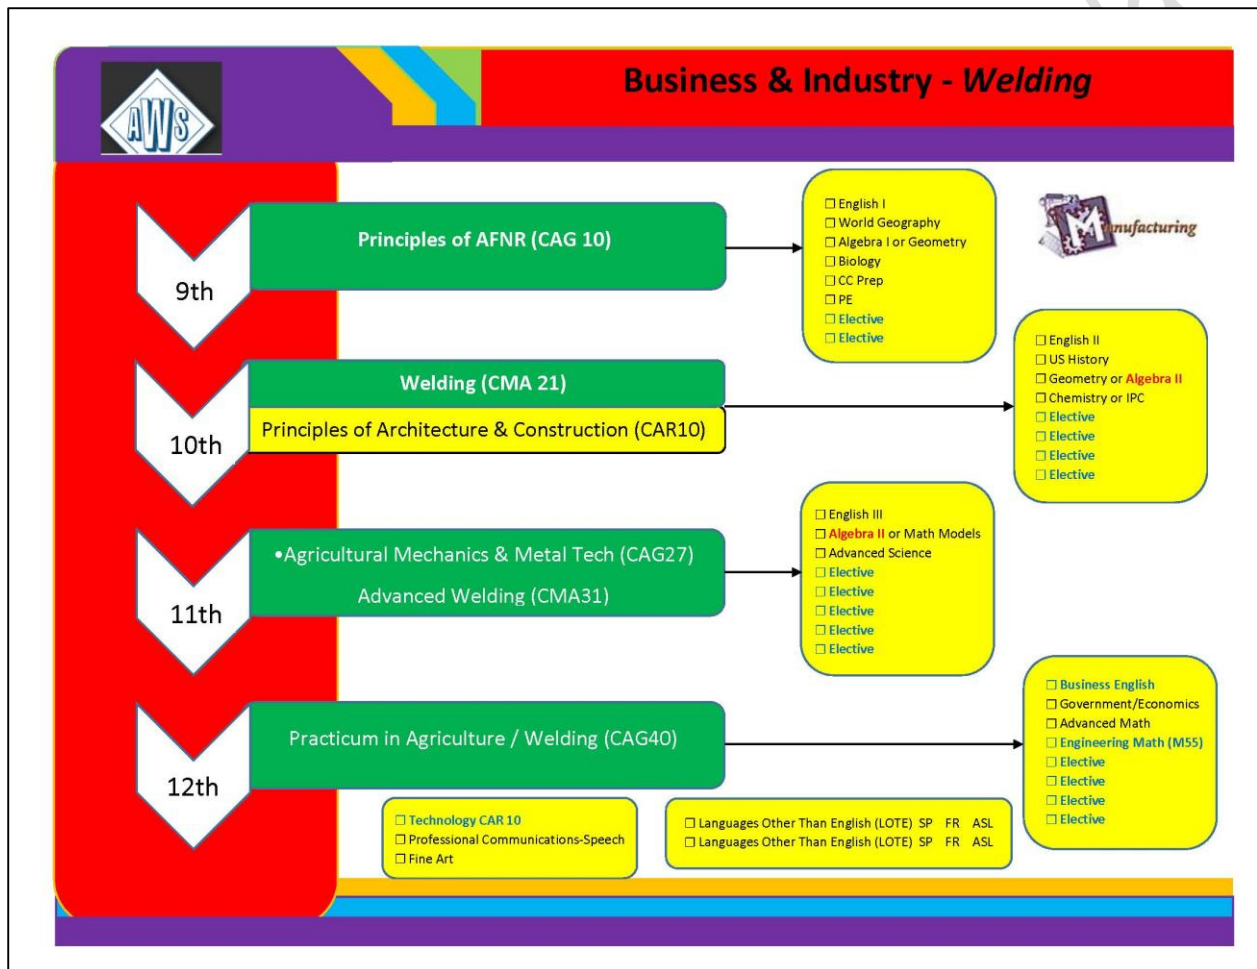 AWS
Business & Industry - Welding
9th
Principles of AFNR (CAG 10)
☐ English I
☐ World Geography
☐ Algebra I or Geometry
☐ Biology
☐ CC Prep
☐ PE
☐ Elective
☐ Elective
Manufacturing
10th
Welding (CMA 21)
Principles of Architecture & Construction (CAR10)
☐ English II
☐ US History
☐ Geometry or Algebra II
☐ Chemistry or IPC
☐ Elective
☐ Elective
☐ Elective
☐ Elective
11th
•Agricultural Mechanics & Metal Tech (CAG27)
Advanced Welding (CMA31)
☐ English III
☐ Algebra II or Math Models
☐ Advanced Science
☐ Elective
☐ Elective
☐ Elective
☐ Elective
☐ Elective
12th
Practicum in Agriculture / Welding (CAG40)
☐ Business English
☐ Government/Economics
☐ Advanced Math
☐ Engineering Math (M55)
☐ Elective
☐ Elective
☐ Elective
☐ Elective
☐ Technology CAR 10
☐ Professional Communications-Speech
☐ Fine Art
☐ Languages Other Than English (LOTE) SP FR ASL
☐ Languages Other Than English (LOTE) SP FR ASL